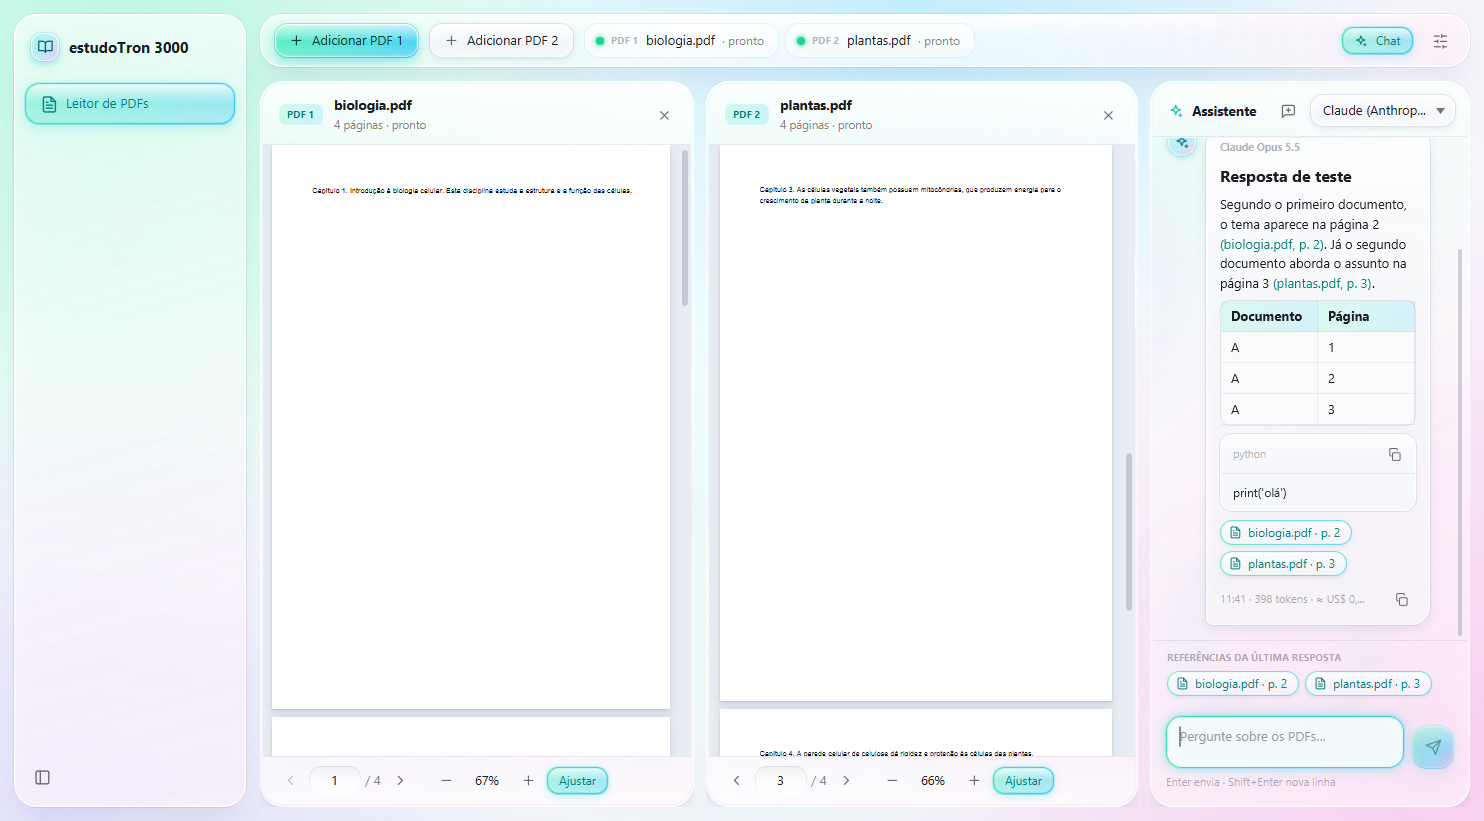 estudoTron 3000
Leitor de PDFs
Adicionar PDF 1
Adicionar PDF 2
PDF 1 biologia.pdf · pronto
PDF 2 plantas.pdf · pronto
Chat
PDF 1
biologia.pdf
4 páginas · pronto
Capítulo 1. Introdução à biologia celular. Esta disciplina estuda a estrutura e a função das células.
1 / 4
67%
Ajustar
PDF 2
plantas.pdf
4 páginas · pronto
Capítulo 3. As células vegetais também possuem mitocôndrias, que produzem energia para o
crescimento da planta durante a noite.
Capítulo 4. A parede celular de celulose dá rigidez e proteção às células das plantas.
3 / 4
66%
Ajustar
Assistente
Claude (Anthrop...
Claude Opus 5.5
Resposta de teste
Segundo o primeiro documento,
o tema aparece na página 2
(biologia.pdf, p. 2). Já o segundo
documento aborda o assunto na
página 3 (plantas.pdf, p. 3).
Documento Página
A 1
A 2
A 3
python
print('olá')
biologia.pdf · p. 2
plantas.pdf · p. 3
11:41 · 398 tokens · ≈ US$ 0,...
REFERÊNCIAS DA ÚLTIMA RESPOSTA
biologia.pdf · p. 2
plantas.pdf · p. 3
Pergunte sobre os PDFs...
Enter envia · Shift+Enter nova linha